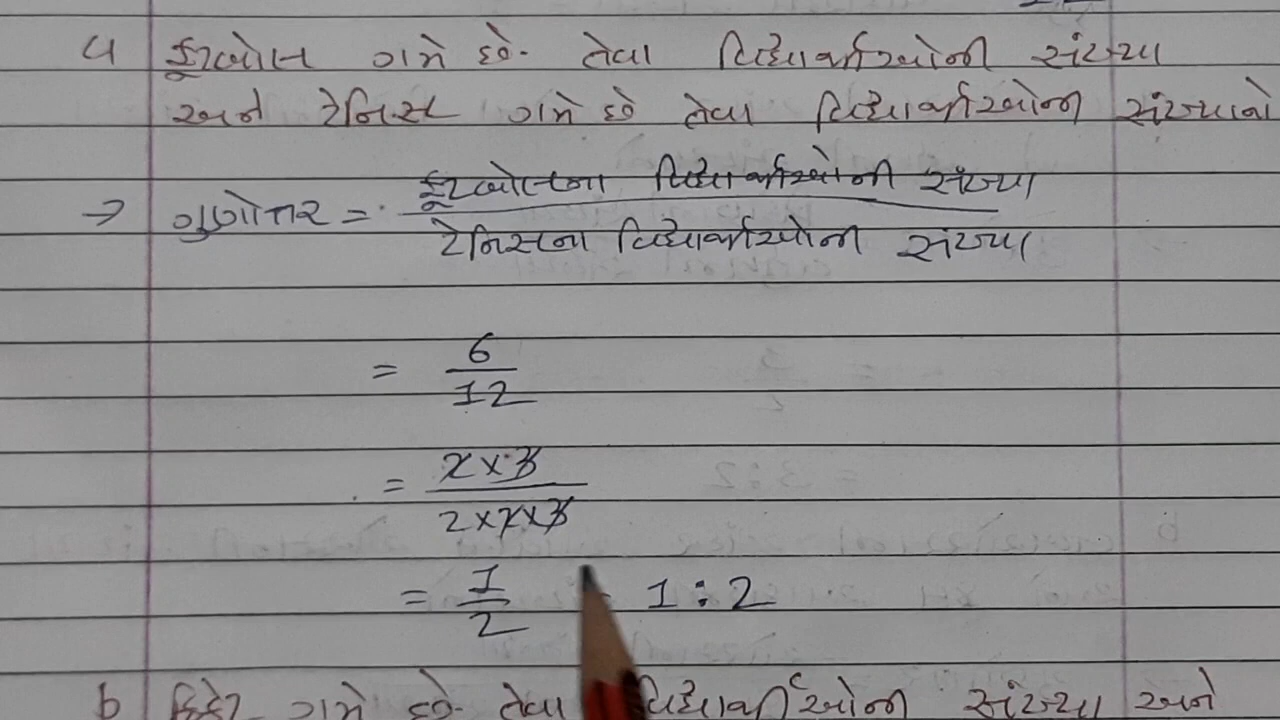 a ફૂટબોલ ગમે છે. તેવા વિદ્યાર્થીઓની સંખ્યા
અને ટેનિસ ગમે છે તેવા વિદ્યાર્થીઓની સંખ્યાનો
→ ગુણોત્તર = ફૂટબોલના વિદ્યાર્થીઓની સંખ્યા
ટેનિસના વિદ્યાર્થીઓની સંખ્યા
= 6
12
= 2 × 3
2 × 2 × 3
= 1
2
1 : 2
b ક્રિકેટ ગમે છે. તેવા વિદ્યાર્થીઓની સંખ્યા અને